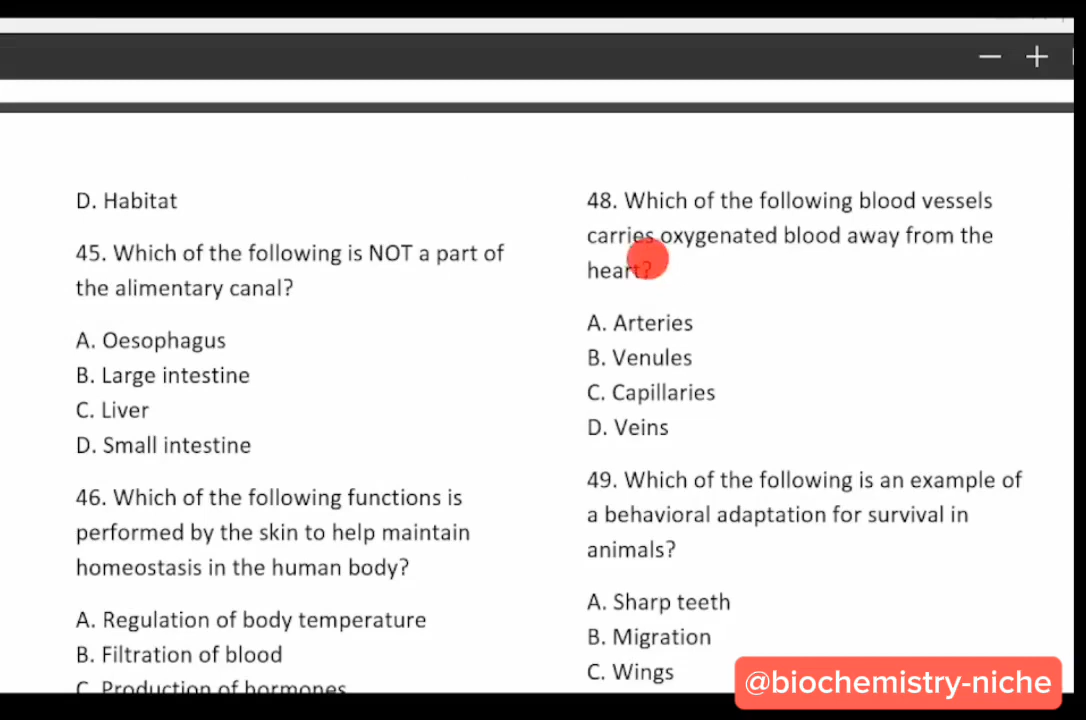 D. Habitat
45. Which of the following is NOT a part of
the alimentary canal?
A. Oesophagus
B. Large intestine
C. Liver
D. Small intestine
46. Which of the following functions is
performed by the skin to help maintain
homeostasis in the human body?
A. Regulation of body temperature
B. Filtration of blood
C. Production of hormones
48. Which of the following blood vessels
carries oxygenated blood away from the
heart?
A. Arteries
B. Venules
C. Capillaries
D. Veins
49. Which of the following is an example of
a behavioral adaptation for survival in
animals?
A. Sharp teeth
B. Migration
C. Wings
@biochemistry-niche